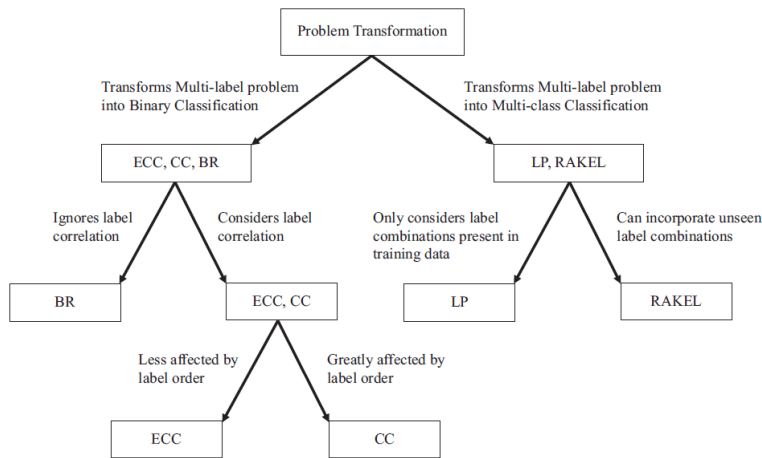 Problem Transformation
Transforms Multi-label problem
into Binary Classification
Transforms Multi-label problem
into Multi-class Classification
ECC, CC, BR
LP, RAKEL
Ignores label
correlation
Considers label
correlation
Only considers label
combinations present in
training data
Can incorporate unseen
label combinations
BR
ECC, CC
LP
RAKEL
Less affected by
label order
Greatly affected by
label order
ECC
CC